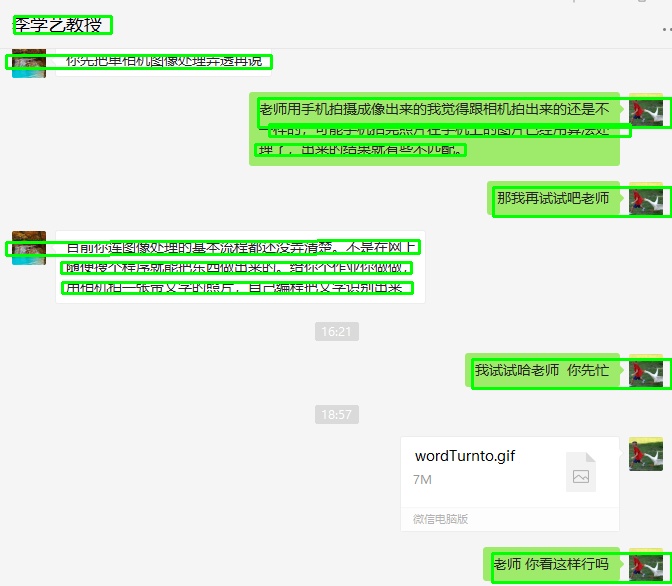 李学艺教授
你先把单相机图像处理弄透再说
老师用手机拍摄成像出来的我觉得跟相机拍出来的还是不
一样的，可能手机拍完照片在手机上的图片已经用算法处
理了，出来的结果就有些不匹配。
那我再试试吧老师
目前你连图像处理的基本流程都还没弄清楚。不是在网上
随便搜个程序就能把东西做出来的。给你个作业你做做，
用相机拍一张带文字的照片，自己编程把文字识别出来
16:21
我试试哈老师 你先忙
18:57
wordTurnto.gif
7M
微信电脑版
老师 你看这样行吗